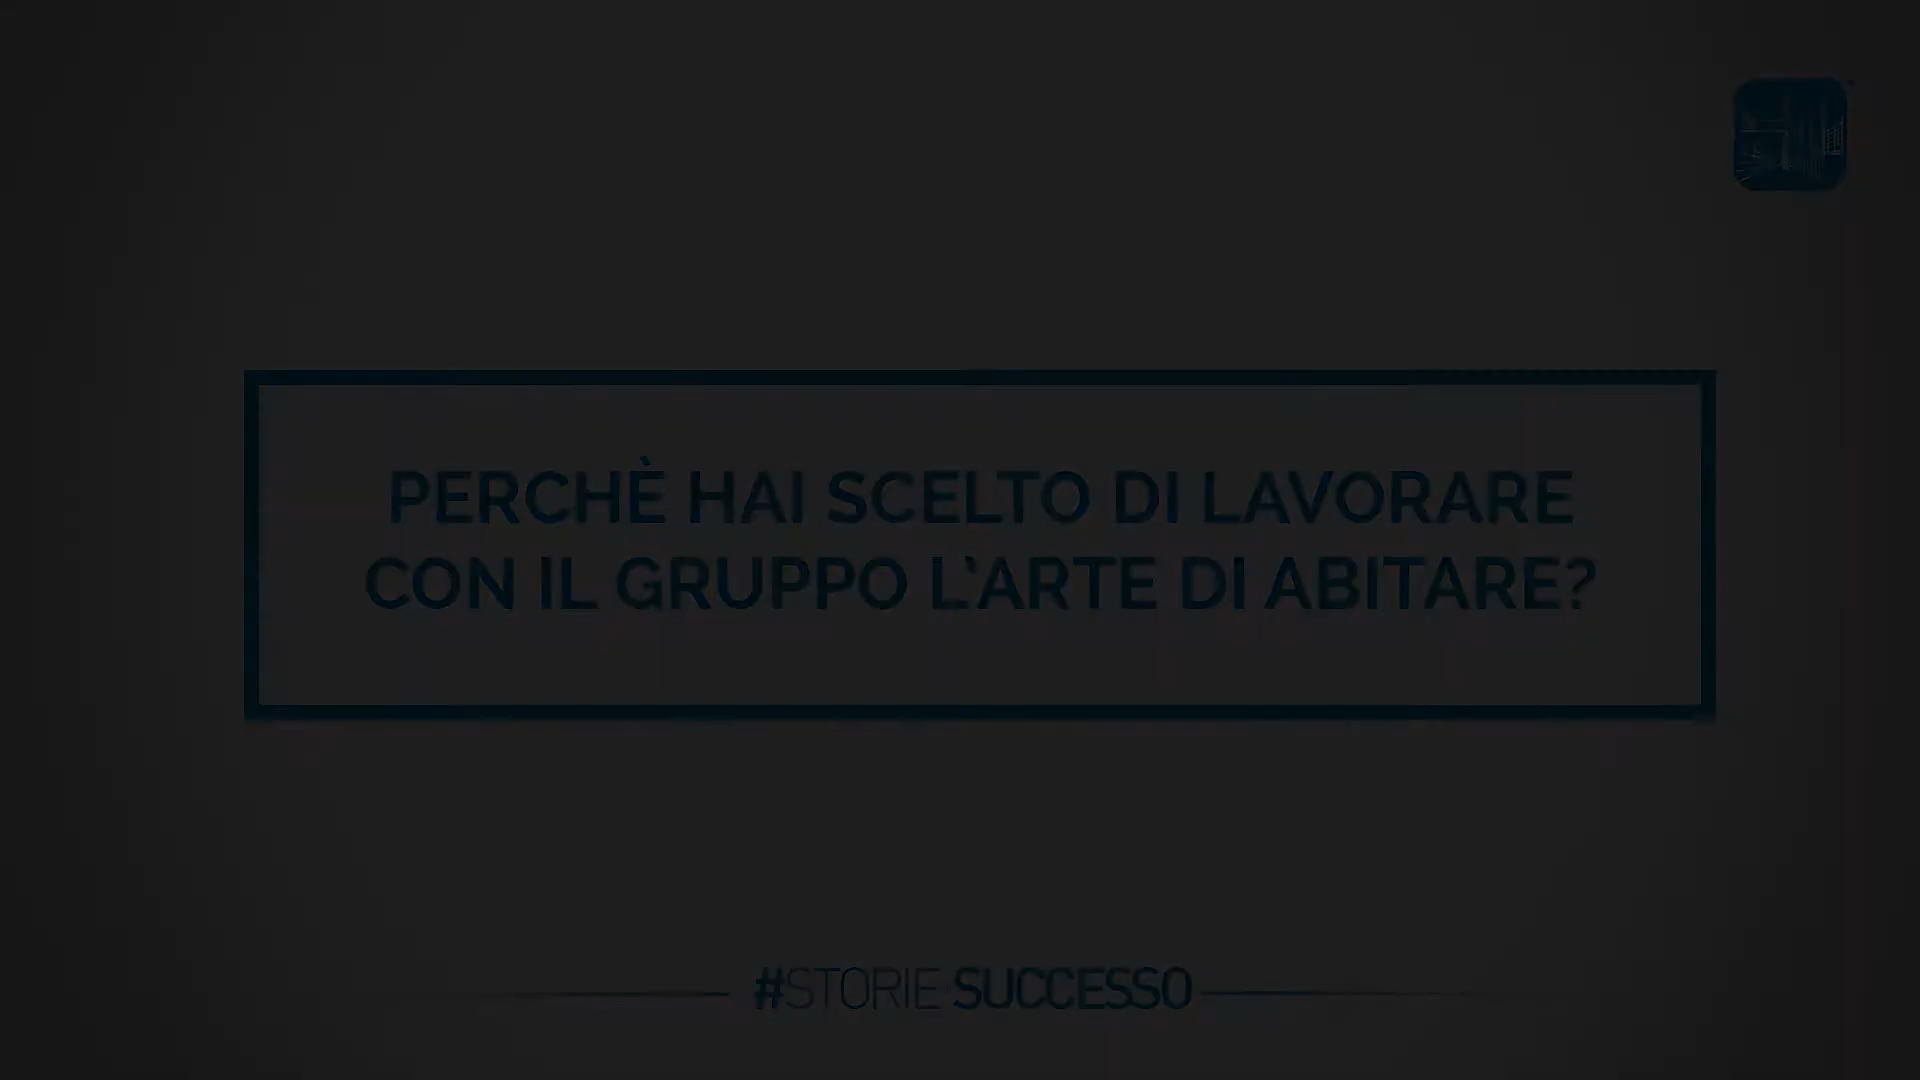 PERCHÈ HAI SCELTO DI LAVORARE
CON IL GRUPPO L'ARTE DI ABITARE?
#STORIE SUCCESSO